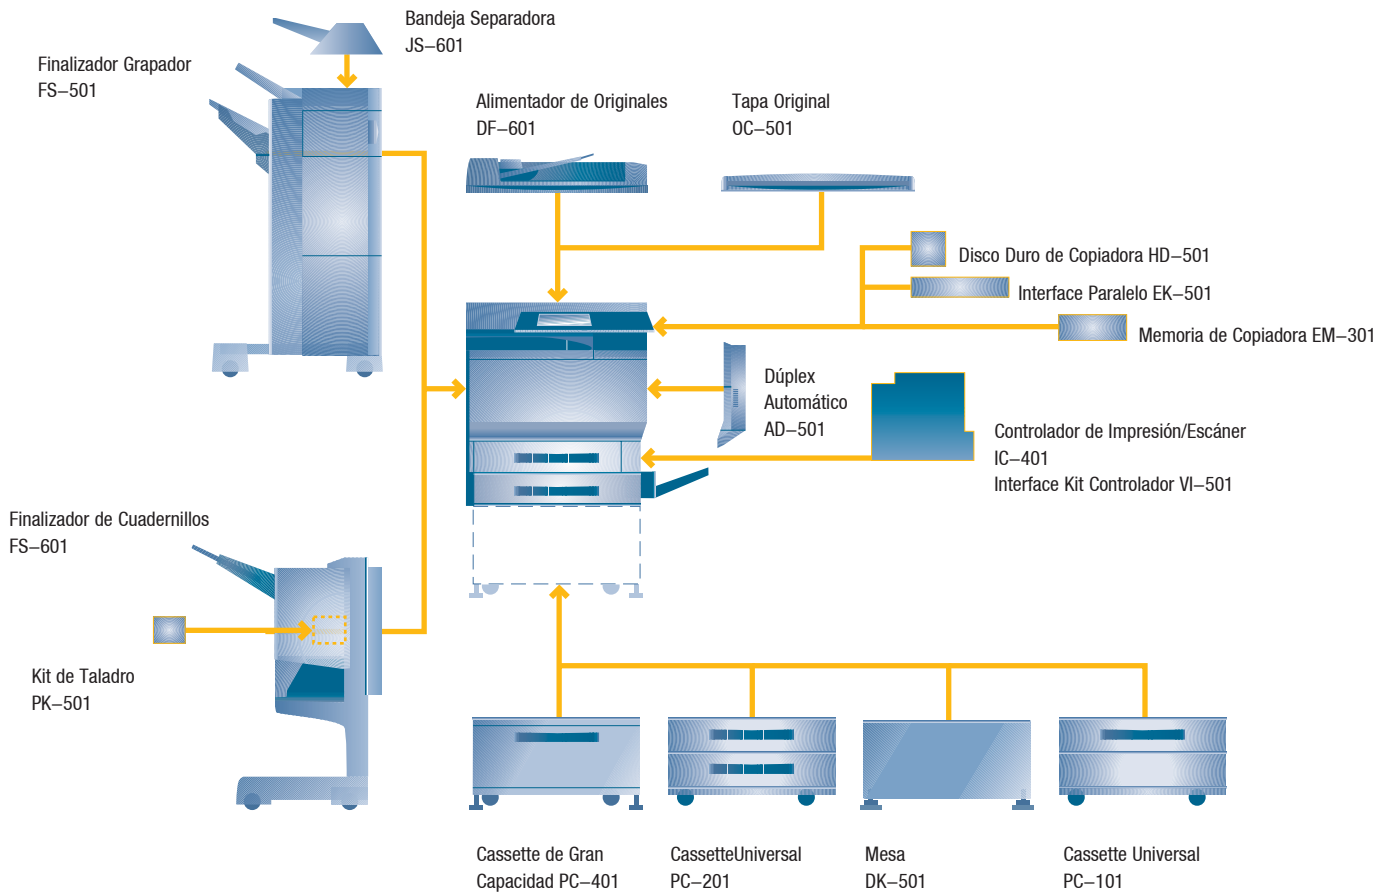 Bandeja Separadora
JS–601
Finalizador Grapador
FS–501
Alimentador de Originales
DF–601
Tapa Original
OC–501
Disco Duro de Copiadora HD–501
Interface Paralelo EK–501
Memoria de Copiadora EM–301
Dúplex
Automático
AD–501
Controlador de Impresión/Escáner
IC–401
Interface Kit Controlador VI–501
Finalizador de Cuadernillos
FS–601
Kit de Taladro
PK–501
Cassette de Gran
Capacidad PC–401
CassetteUniversal
PC–201
Mesa
DK–501
Cassette Universal
PC–101